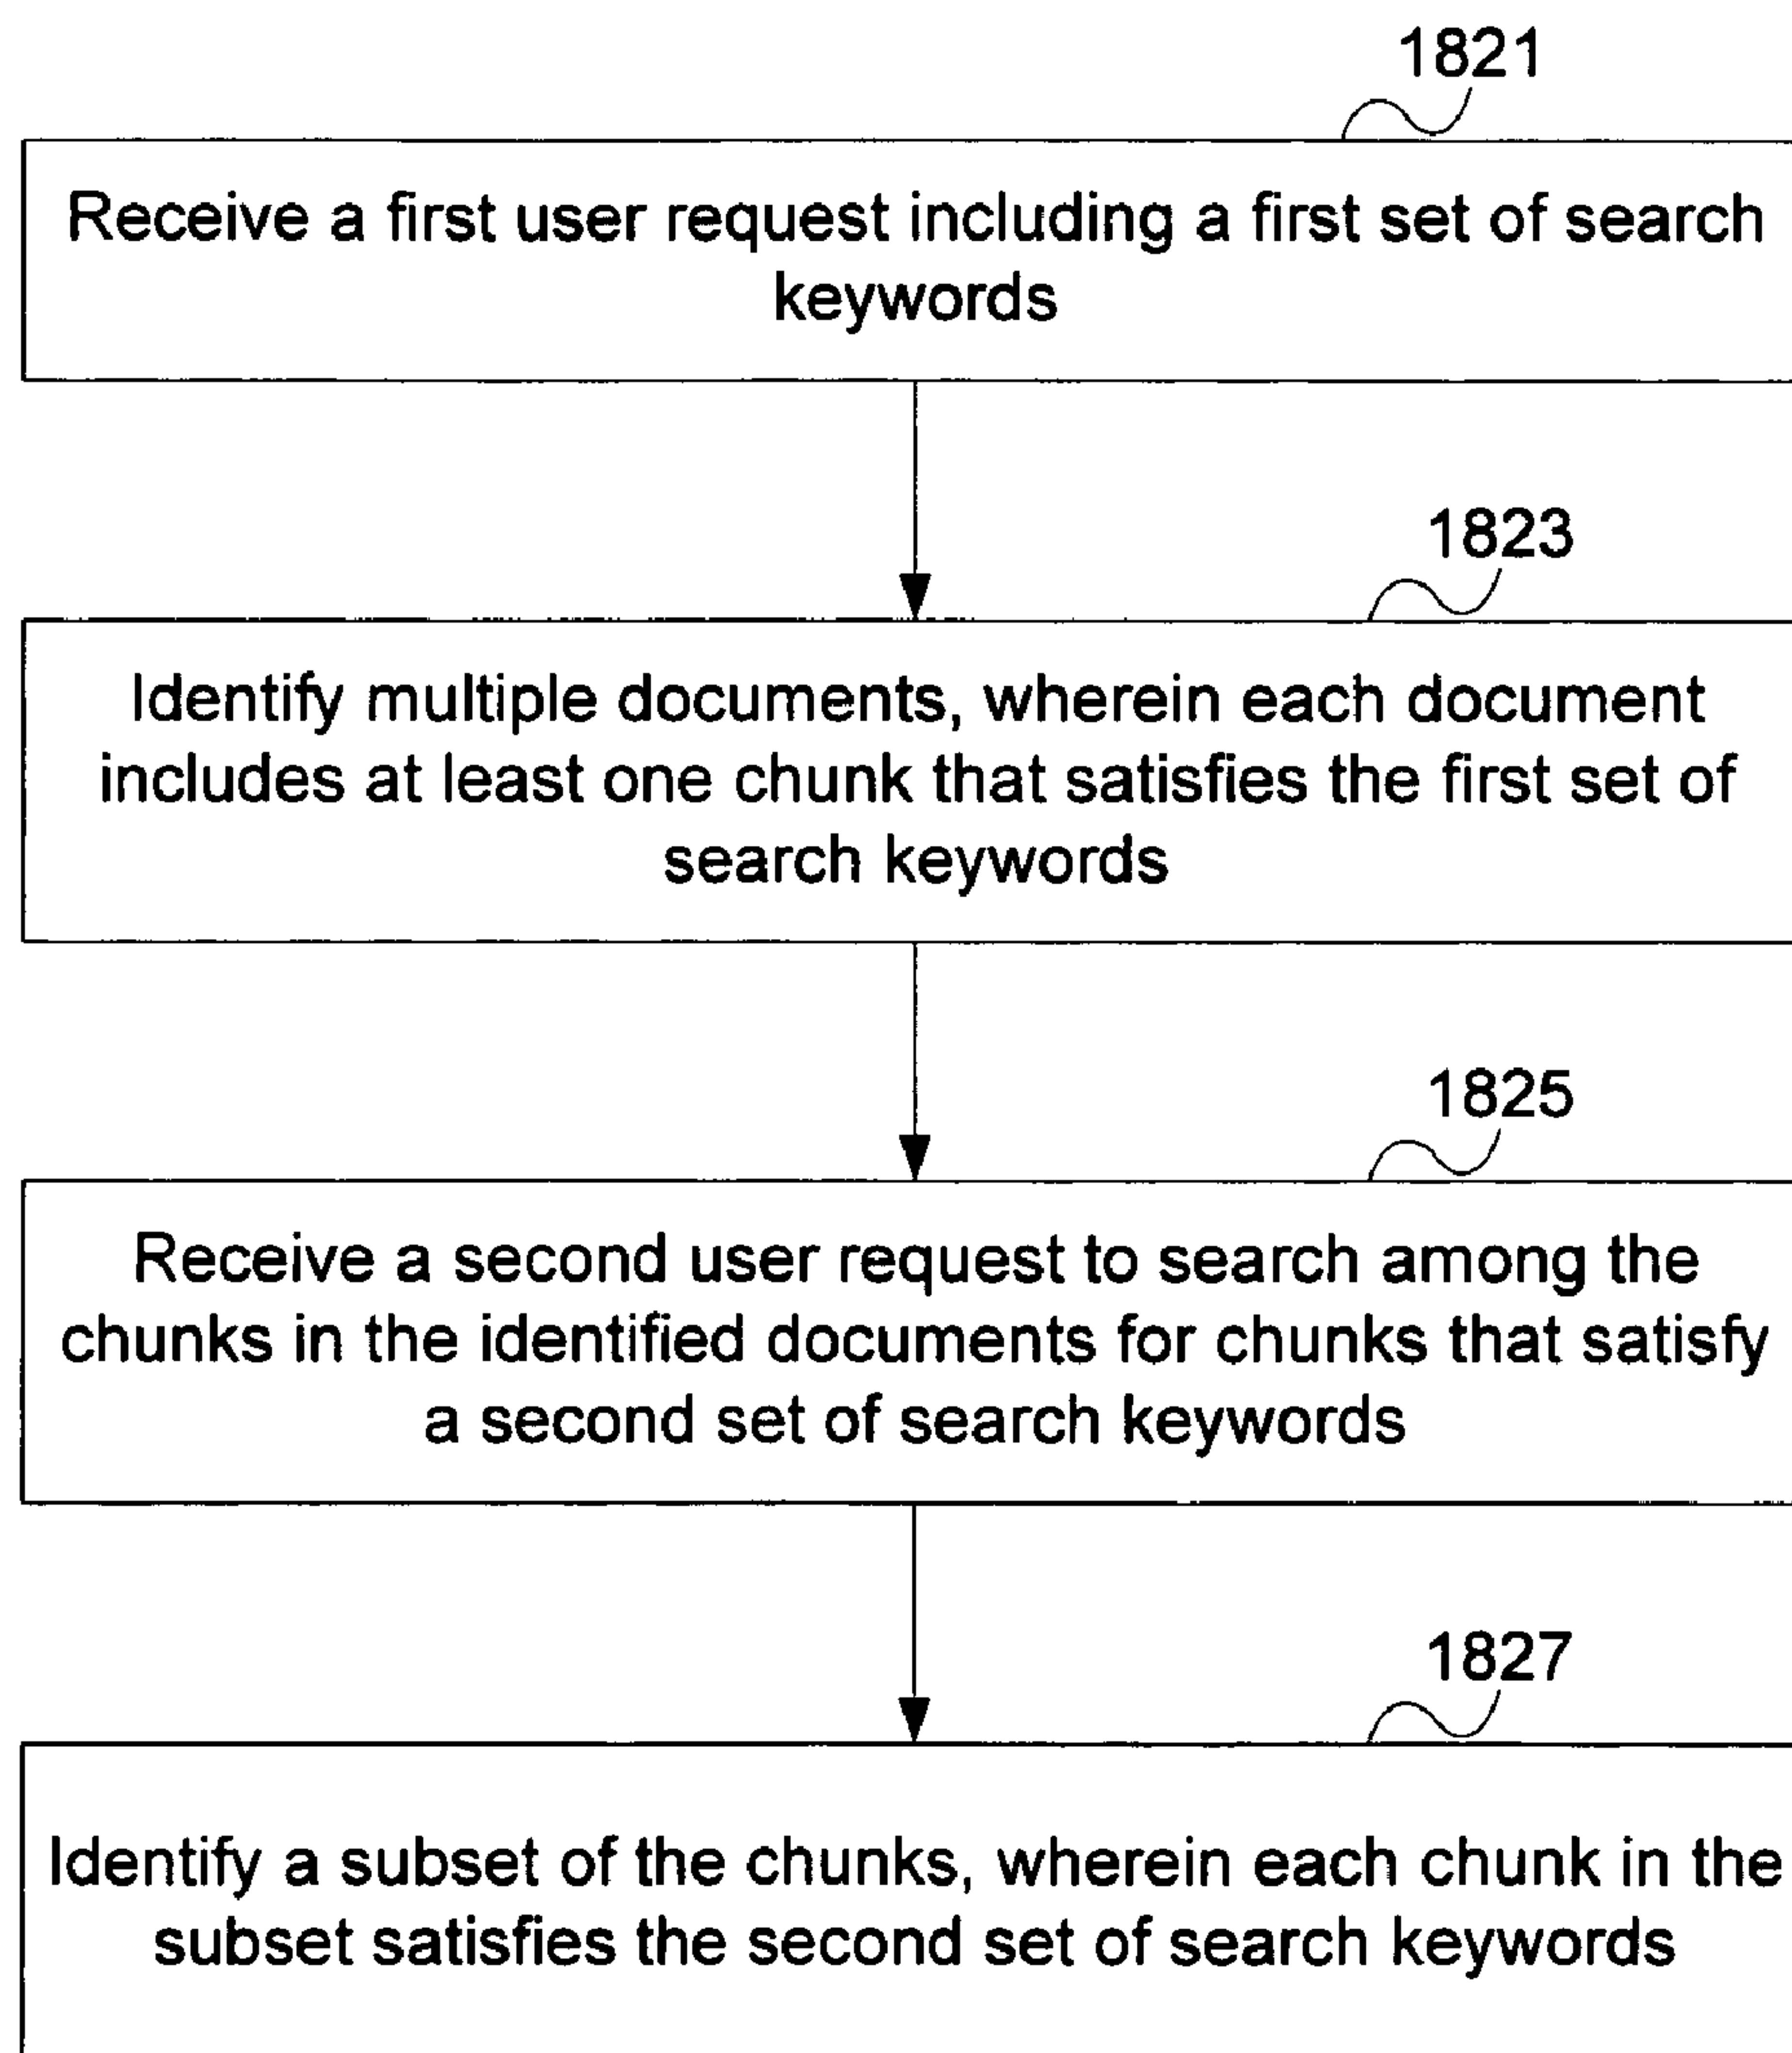 1821
Receive a first user request including a first set of search
keywords
1823
Identify multiple documents, wherein each document
includes at least one chunk that satisfies the first set of
search keywords
1825
Receive a second user request to search among the
chunks in the identified documents for chunks that satisfy
a second set of search keywords
1827
Identify a subset of the chunks, wherein each chunk in the
subset satisfies the second set of search keywords